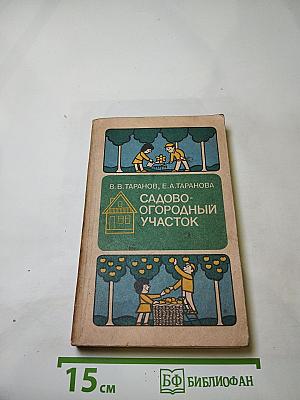 В. В. ТАРАНОВ, Е. А. ТАРАНОВА
САДОВО-
ОГОРОДНЫЙ
УЧАСТОК
15 см
БФ БИБЛИОФАН